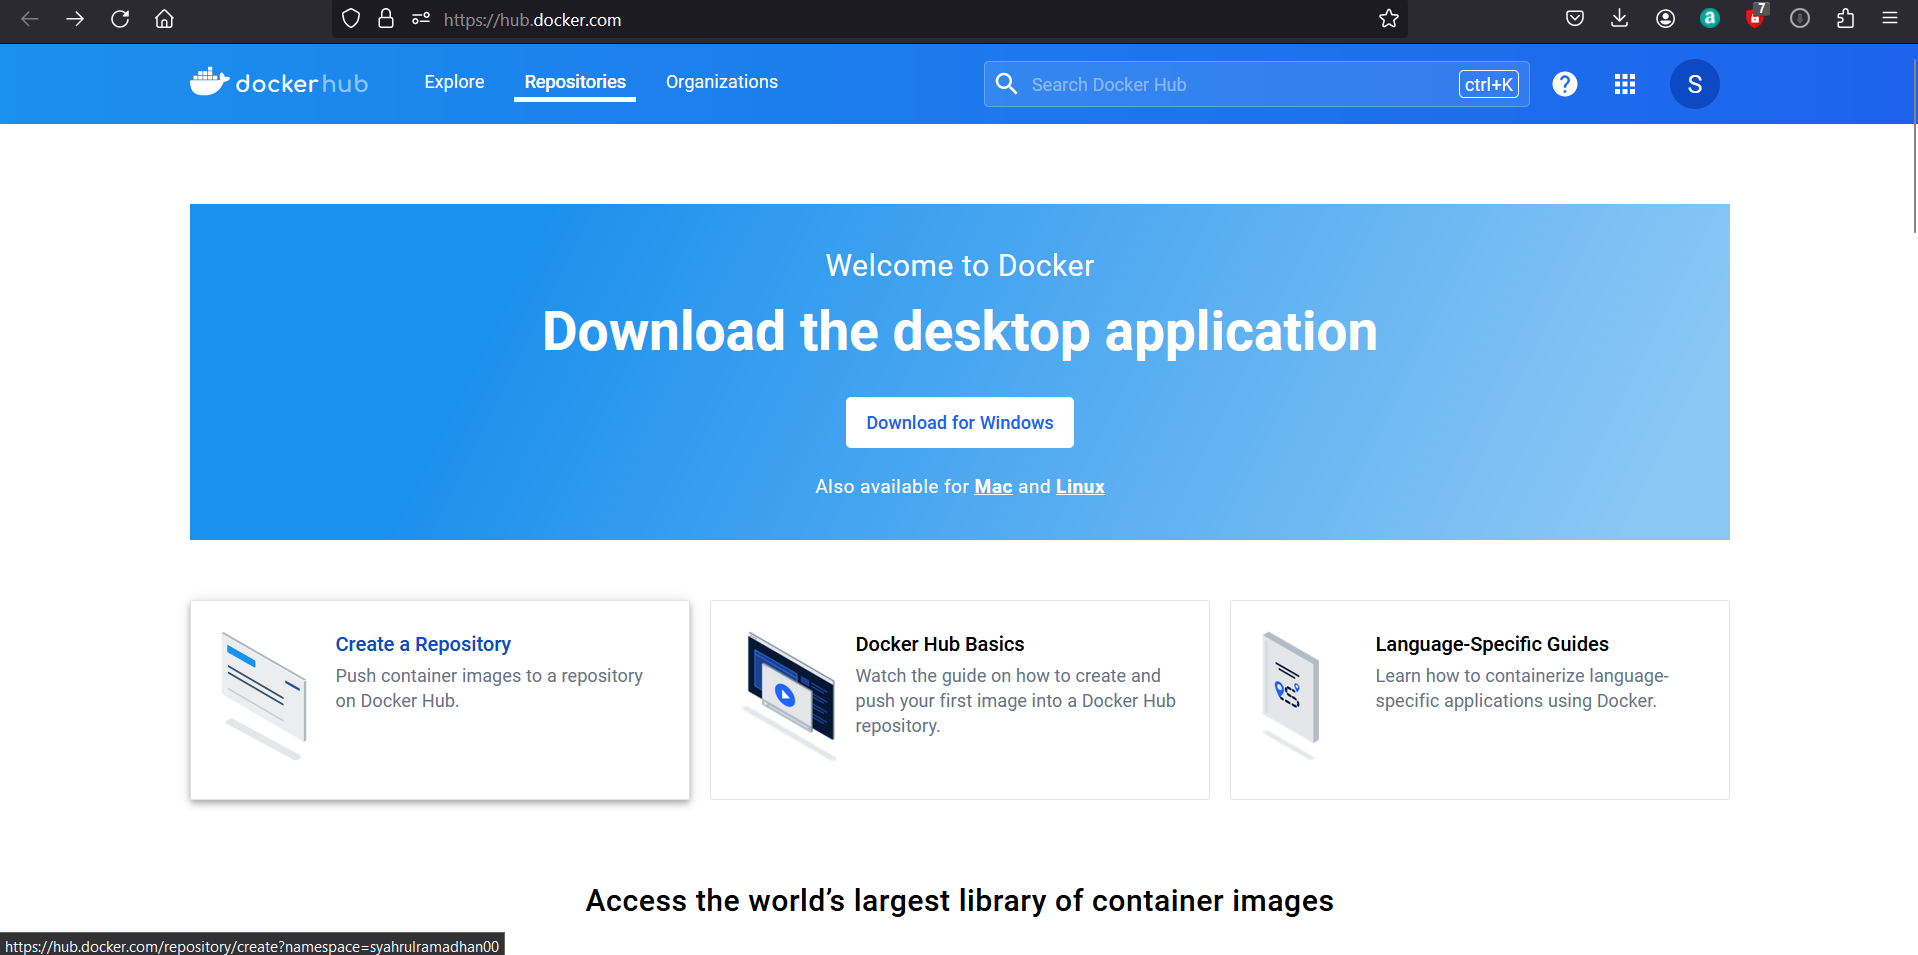 https://hub.docker.com
7
a
docker hub
Explore
Repositories
Organizations
Search Docker Hub
ctrl+K
?
S
Welcome to Docker
Download the desktop application
Download for Windows
Also available for Mac and Linux
Create a Repository
Push container images to a repository
on Docker Hub.
Docker Hub Basics
Watch the guide on how to create and
push your first image into a Docker Hub
repository.
Language-Specific Guides
Learn how to containerize language-
specific applications using Docker.
Access the world’s largest library of container images
https://hub.docker.com/repository/create?namespace=syahrulramadhan00